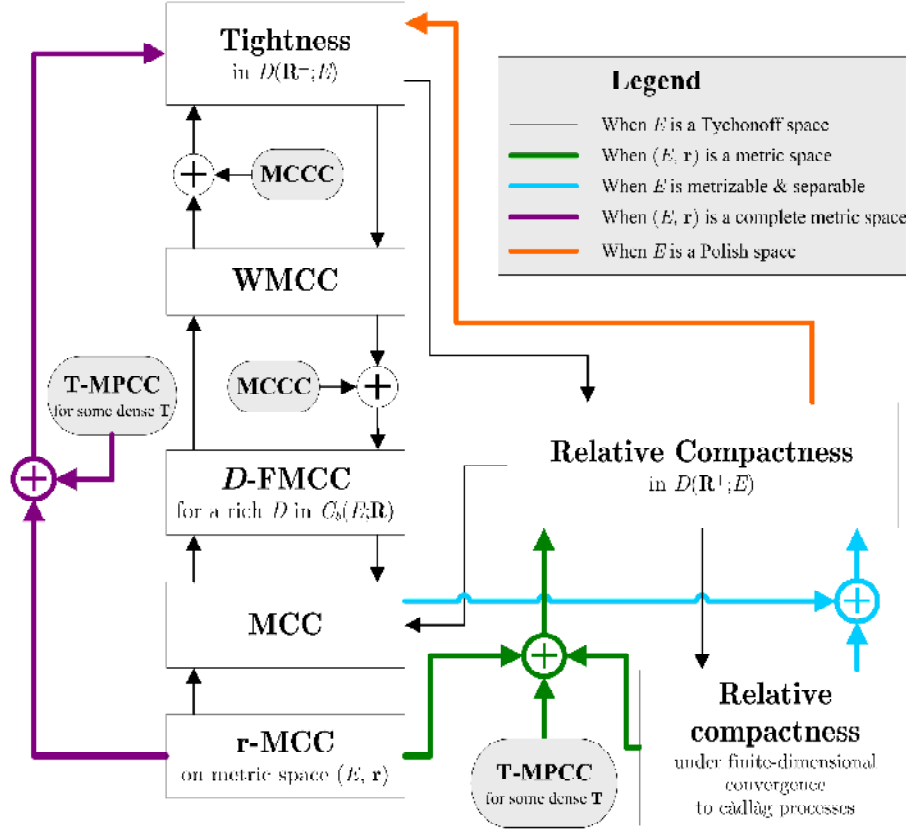 Tightness
in D(R⁺;E)
Legend
When E is a Tychonoff space
When (E, r) is a metric space
When E is metrizable & separable
When (E, r) is a complete metric space
When E is a Polish space
+
MCCC
WMCC
T-MPCC
for some dense T
MCCC
+
+
D-FMCC
for a rich D in C_b(E;R)
Relative Compactness
in D(R⁺;E)
MCC
+
+
r-MCC
on metric space (E, r)
T-MPCC
for some dense T
Relative
compactness
under finite-dimensional
convergence
to càdlàg processes